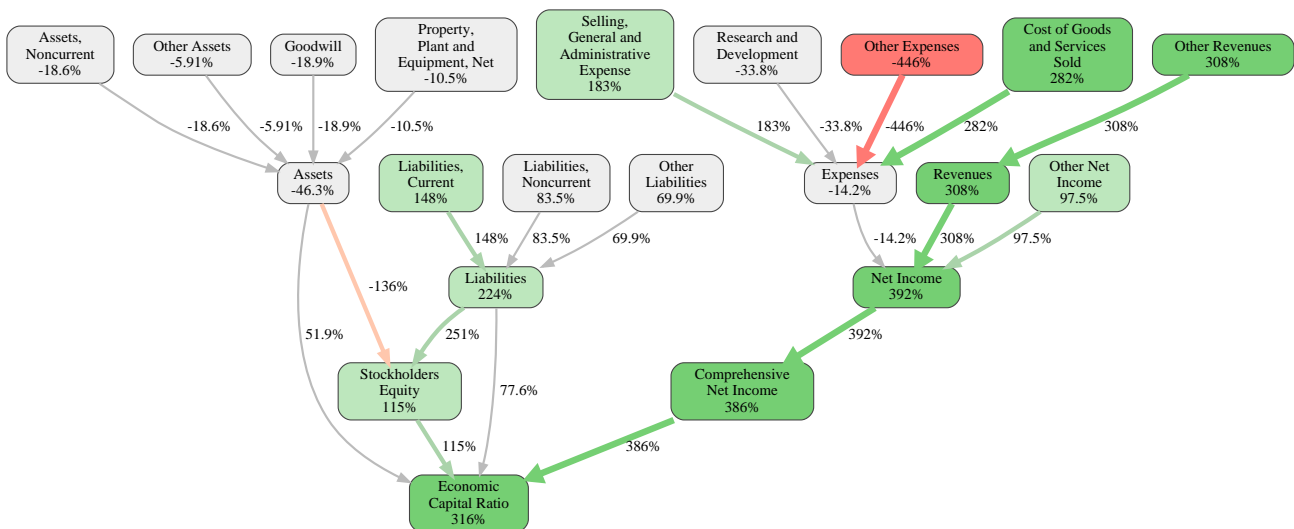 Assets,
Noncurrent
-18.6%
Other Assets
-5.91%
Goodwill
-18.9%
Property,
Plant and
Equipment, Net
-10.5%
Selling,
General and
Administrative
Expense
183%
Research and
Development
-33.8%
Other Expenses
-446%
Cost of Goods
and Services
Sold
282%
Other Revenues
308%
-18.6%
-5.91%
-18.9%
-10.5%
183%
-33.8%
-446%
282%
308%
Assets
-46.3%
Liabilities,
Current
148%
Liabilities,
Noncurrent
83.5%
Other
Liabilities
69.9%
Expenses
-14.2%
Revenues
308%
Other Net
Income
97.5%
148%
83.5%
69.9%
-14.2%
308%
97.5%
-136%
Liabilities
224%
Net Income
392%
51.9%
251%
77.6%
392%
Stockholders
Equity
115%
Comprehensive
Net Income
386%
115%
386%
Economic
Capital Ratio
316%